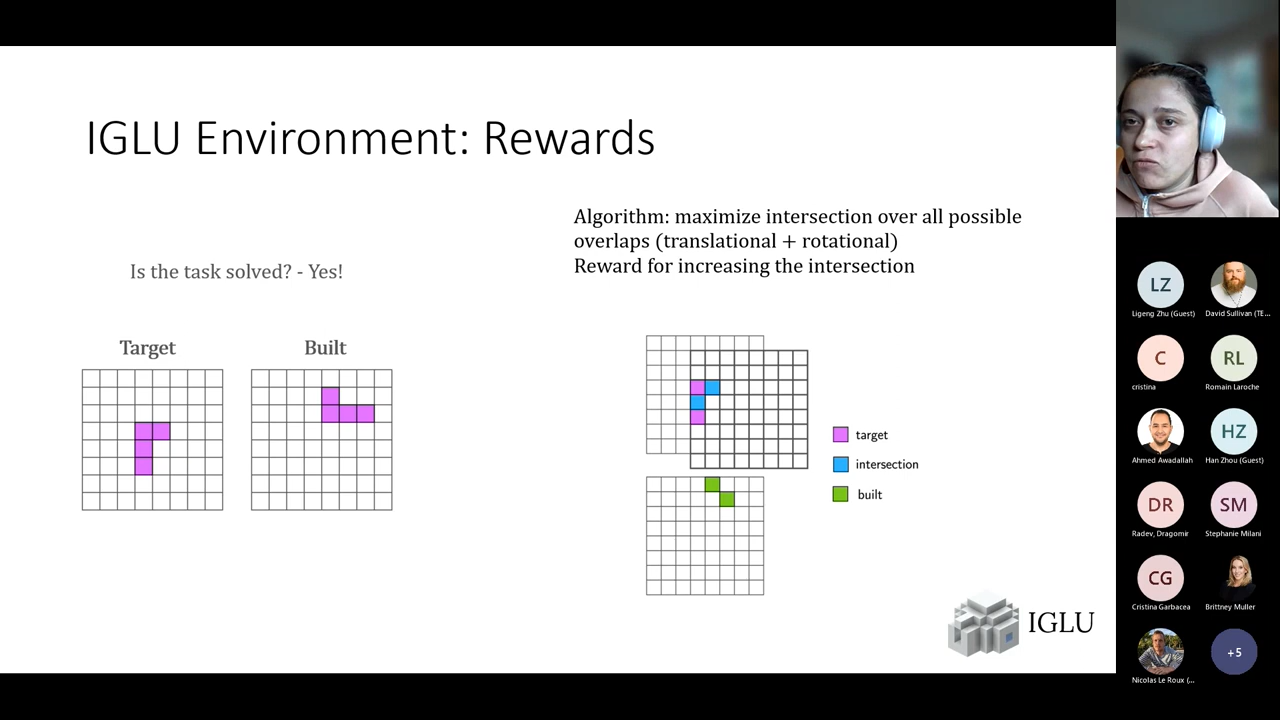 IGLU Environment: Rewards
Algorithm: maximize intersection over all possible
overlaps (translational + rotational)
Reward for increasing the intersection
Is the task solved? - Yes!
Target
Built
target
intersection
built
IGLU
LZ
Ligeng Zhu (Guest)
David Sullivan (TE...
C
cristina
RL
Romain Laroche
Ahmed Awadallah
HZ
Han Zhou (Guest)
DR
Radev, Dragomir
SM
Stephanie Milani
CG
Cristina Garbacea
Brittney Muller
Nicolas Le Roux (...
+5